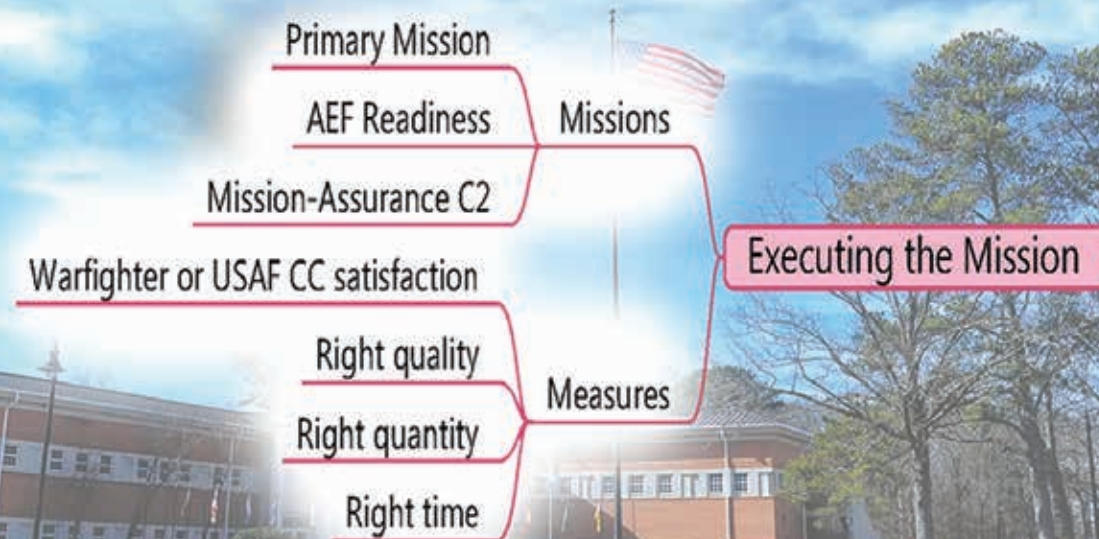 Primary Mission
AEF Readiness
Missions
Mission-Assurance C2
Executing the Mission
Warfighter or USAF CC satisfaction
Right quality
Measures
Right quantity
Right time